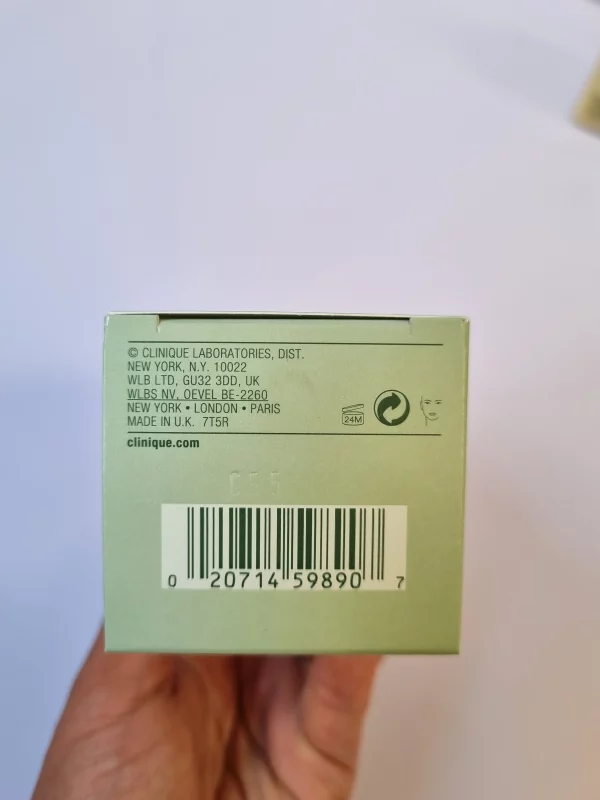 © CLINIQUE LABORATORIES, DIST.
NEW YORK, N.Y. 10022
WLB LTD, GU32 3DD, UK
WLBS NV, OEVEL BE-2260
NEW YORK • LONDON • PARIS
MADE IN U.K. 7T5R
24M
clinique.com
0 20714 59890 7